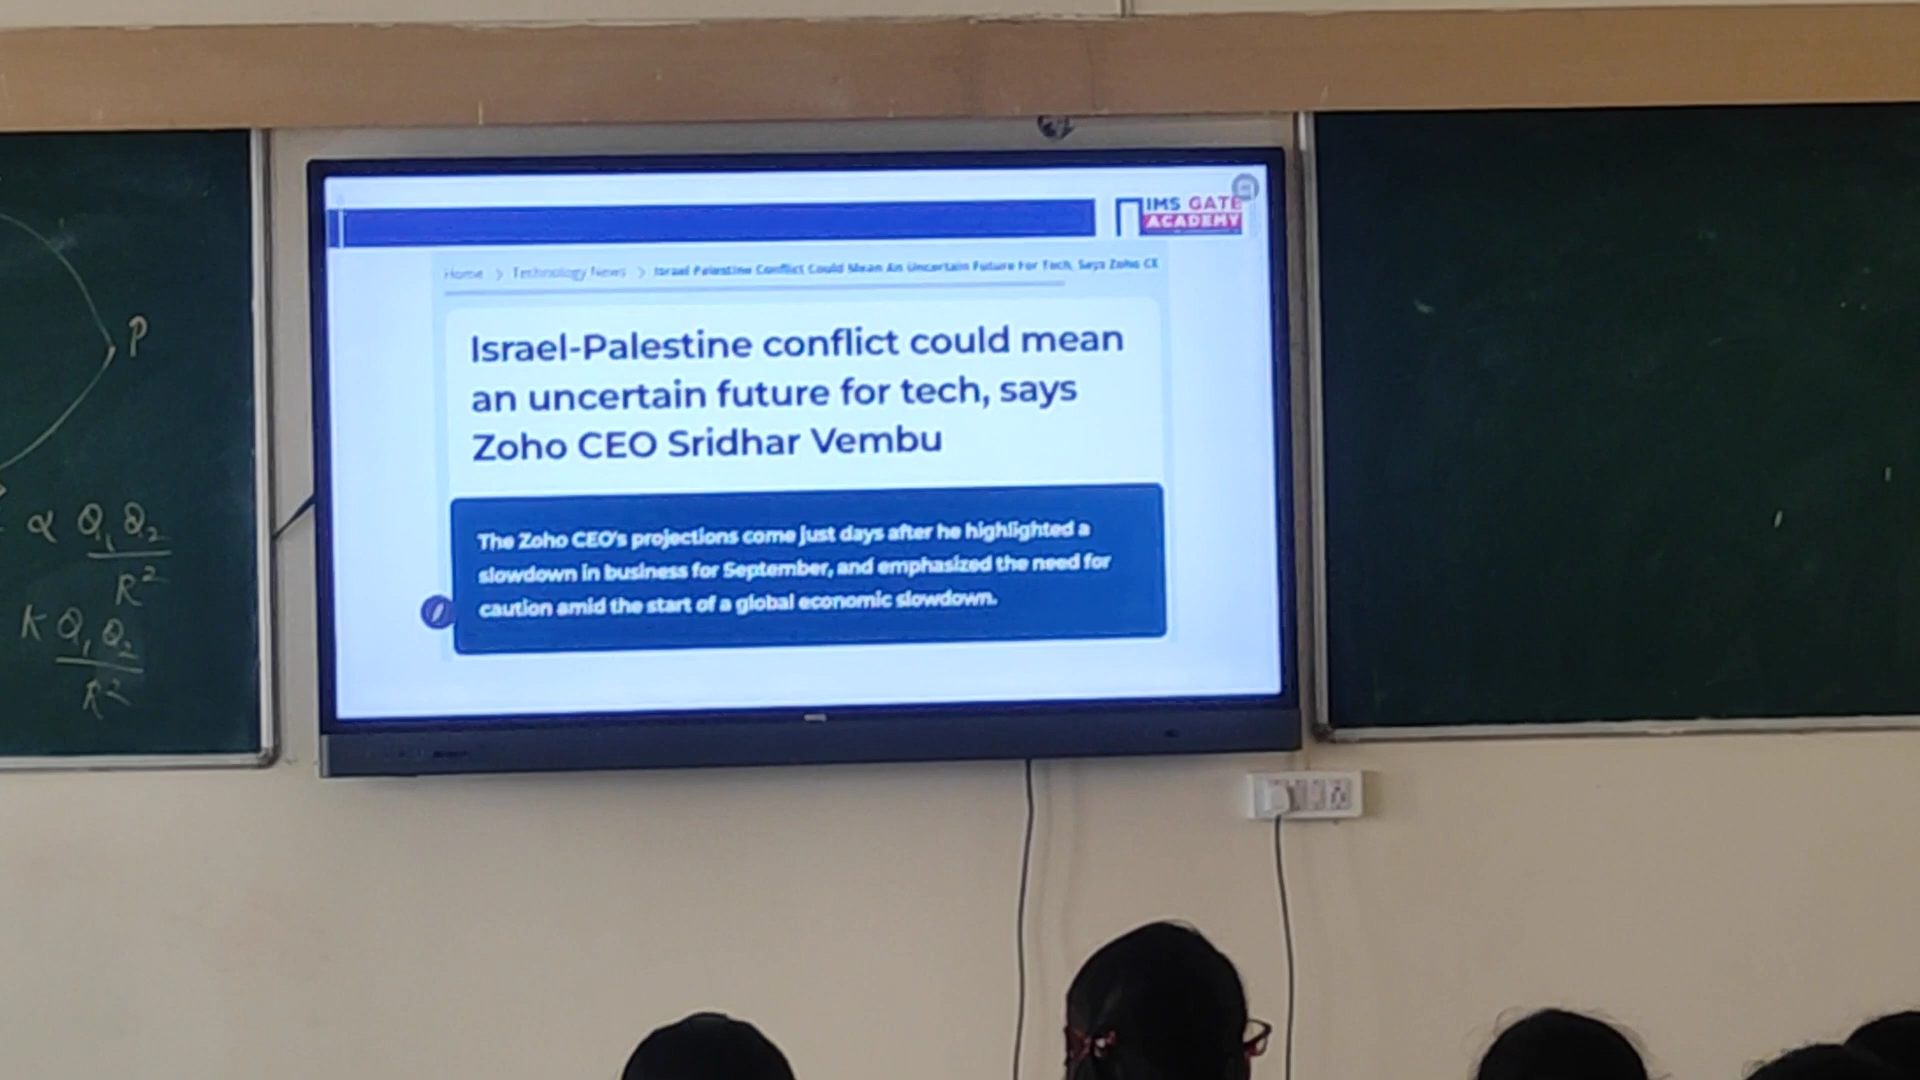 IMS GATE
ACADEMY
Home > Technology News > Israel Palestine Conflict Could Mean An Uncertain Future For Tech, Says Zoho CE
Israel-Palestine conflict could mean
an uncertain future for tech, says
Zoho CEO Sridhar Vembu
The Zoho CEO's projections come just days after he highlighted a
slowdown in business for September, and emphasized the need for
caution amid the start of a global economic slowdown.
P
α Q₁Q₂
R²
K Q₁Q₂
R²